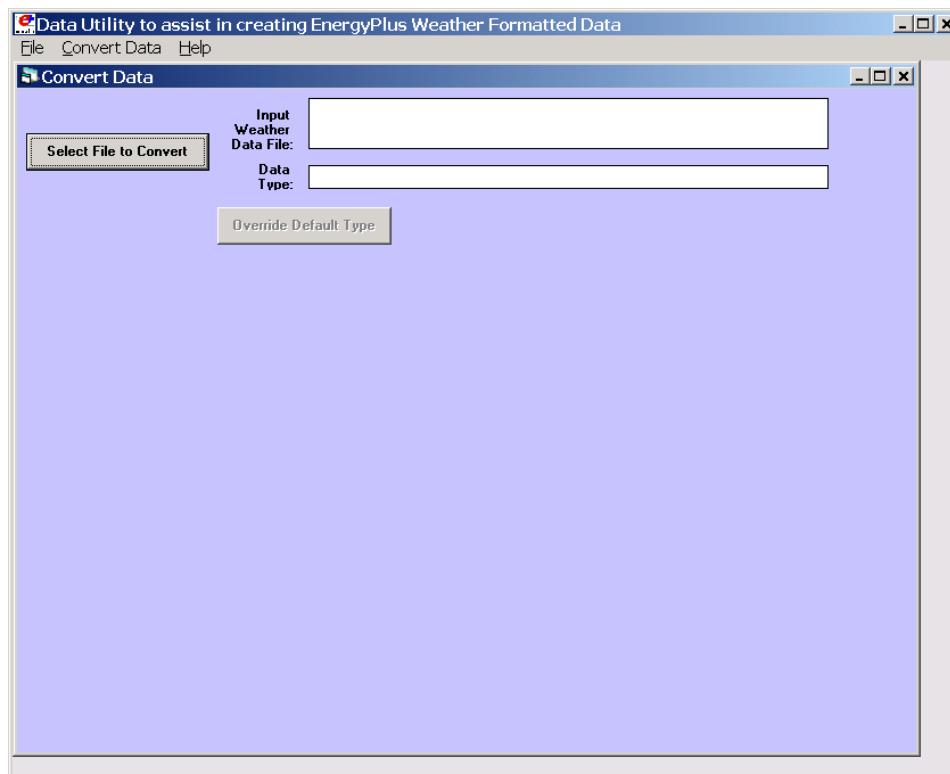 Data Utility to assist in creating EnergyPlus Weather Formatted Data
File Convert Data Help
Convert Data
Select File to Convert
Input
Weather
Data File:
Data
Type:
Override Default Type